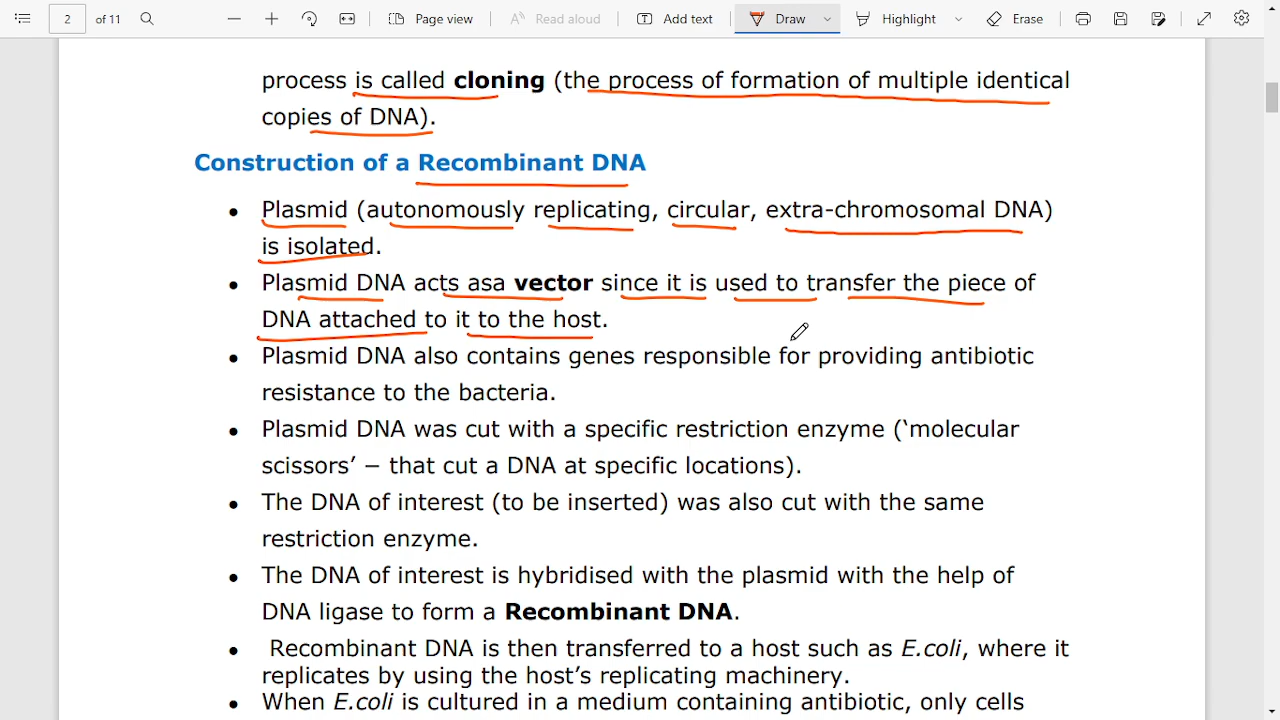 2 of 11 Page view Read aloud Add text Draw Highlight Erase
process is called cloning (the process of formation of multiple identical
copies of DNA).
Construction of a Recombinant DNA
• Plasmid (autonomously replicating, circular, extra-chromosomal DNA)
is isolated.
• Plasmid DNA acts asa vector since it is used to transfer the piece of
DNA attached to it to the host.
• Plasmid DNA also contains genes responsible for providing antibiotic
resistance to the bacteria.
• Plasmid DNA was cut with a specific restriction enzyme (‘molecular
scissors’ − that cut a DNA at specific locations).
• The DNA of interest (to be inserted) was also cut with the same
restriction enzyme.
• The DNA of interest is hybridised with the plasmid with the help of
DNA ligase to form a Recombinant DNA.
• Recombinant DNA is then transferred to a host such as E.coli, where it
replicates by using the host’s replicating machinery.
• When E.coli is cultured in a medium containing antibiotic, only cells